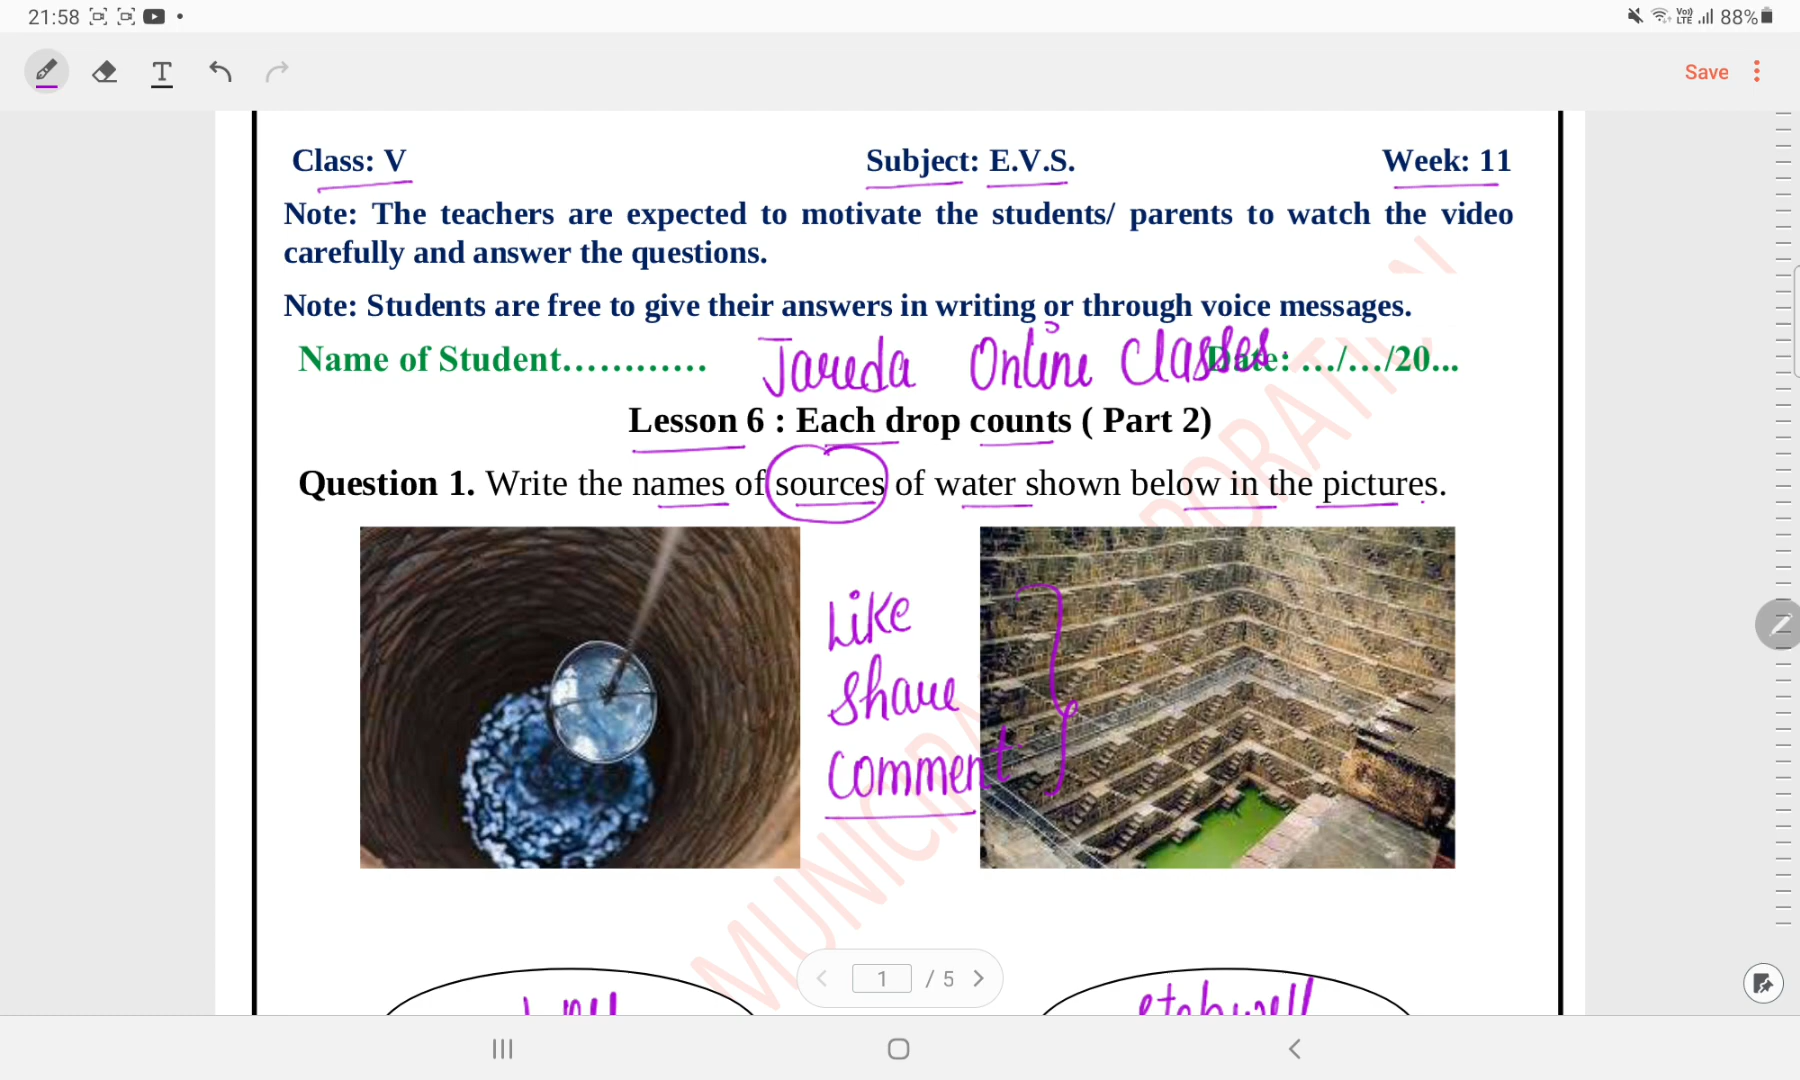 21:58
Vo)) LTE 88%
Save
Class: V Subject: E.V.S. Week: 11
Note: The teachers are expected to motivate the students/ parents to watch the video
carefully and answer the questions.
Note: Students are free to give their answers in writing or through voice messages.
Name of Student............ Jareda Online Classes Date: .../.../20...
Lesson 6 : Each drop counts ( Part 2)
Question 1. Write the names of sources of water shown below in the pictures.
Like
Share
Comment
1 / 5